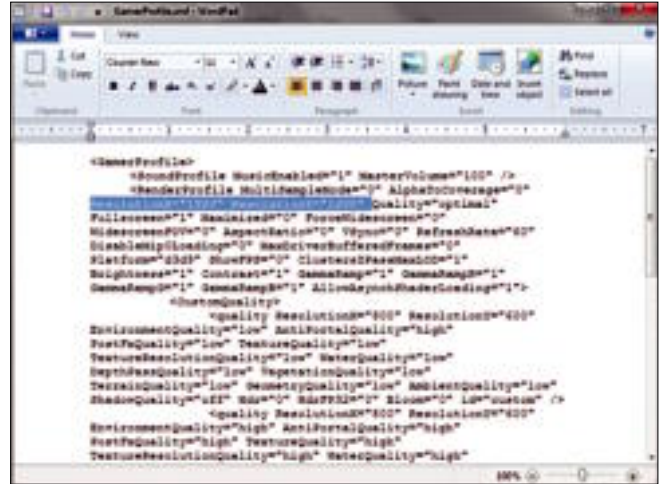 GamerProfile.xml - WordPad
Home View
Cut
Copy
Paste
Courier New
Picture
Paint drawing
Date and time
Insert object
Find
Replace
Select all
Clipboard Font Paragraph Insert Editing
<GamerProfile>
<SoundProfile MusicEnabled="1" MasterVolume="100" />
<RenderProfile MultiSampleMode="0" AlphaToCoverage="0"
Quality="optimal"
Fullscreen="1" Maximized="0" ForceWidescreen="0"
WidescreenFOV="0" AspectRatio="0" VSync="0" RefreshRate="60"
DisableMipLoading="0" MaxDriverBufferedFrames="0"
Platform="d3d9" ShowFPS="0"
Brightness="1" Contrast="1" GammaRamp="1" GammaRampR="1"
GammaRampG="1" GammaRampB="1" AllowAsynchShaderLoading="1">
<CustomQuality>
<quality ResolutionX="800" ResolutionY="600"
EnvironmentQuality="low" AntiPortalQuality="high"
PostFxQuality="low" TextureQuality="low"
TextureResolutionQuality="low" WaterQuality="low"
DepthPassQuality="low" VegetationQuality="low"
TerrainQuality="low" GeometryQuality="low" AmbientQuality="low"
ShadowQuality="off" Hdr="0" HdrFP32="0" Bloom="0" id="custom" />
<quality ResolutionX="800" ResolutionY="600"
EnvironmentQuality="high" AntiPortalQuality="high"
PostFxQuality="high" TextureQuality="high"
TextureResolutionQuality="high" WaterQuality="high"
100%